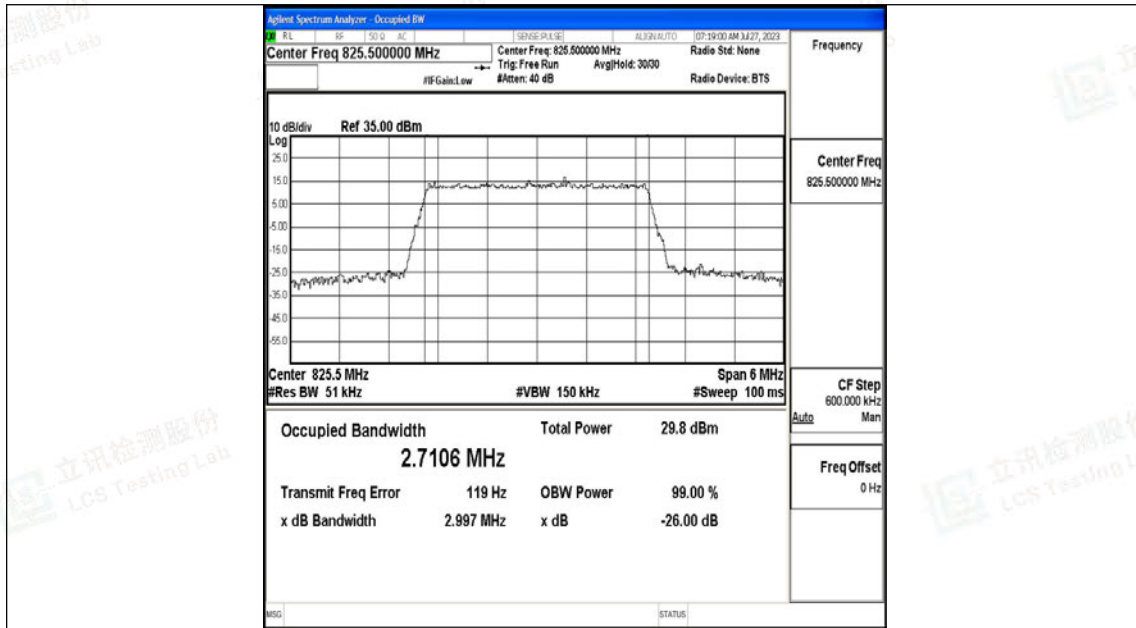 Agilent Spectrum Analyzer - Occupied BW
RL RF 50 Ω AC SENSE:PULSE ALIGNAUTO 07:19:00 AM Jul 27, 2023
Center Freq 825.500000 MHz
Center Freq: 825.500000 MHz
Radio Std: None
Trig: Free Run Avg|Hold: 30/30
#IFGain:Low
#Atten: 40 dB
Radio Device: BTS
Frequency
10 dB/div Ref 35.00 dBm
Log
25.0
15.0
5.00
-5.00
-15.0
-25.0
-35.0
-45.0
-55.0
Center 825.5 MHz
Span 6 MHz
#Res BW 51 kHz
#VBW 150 kHz
#Sweep 100 ms
Center Freq
825.500000 MHz
CF Step
600.000 kHz
Auto Man
Freq Offset
0 Hz
Occupied Bandwidth
2.7106 MHz
Total Power 29.8 dBm
Transmit Freq Error 119 Hz
OBW Power 99.00 %
x dB Bandwidth 2.997 MHz
x dB -26.00 dB
MSG
STATUS
立讯检测股份
LCS Testing Lab
立讯检测股份
LCS Testing Lab